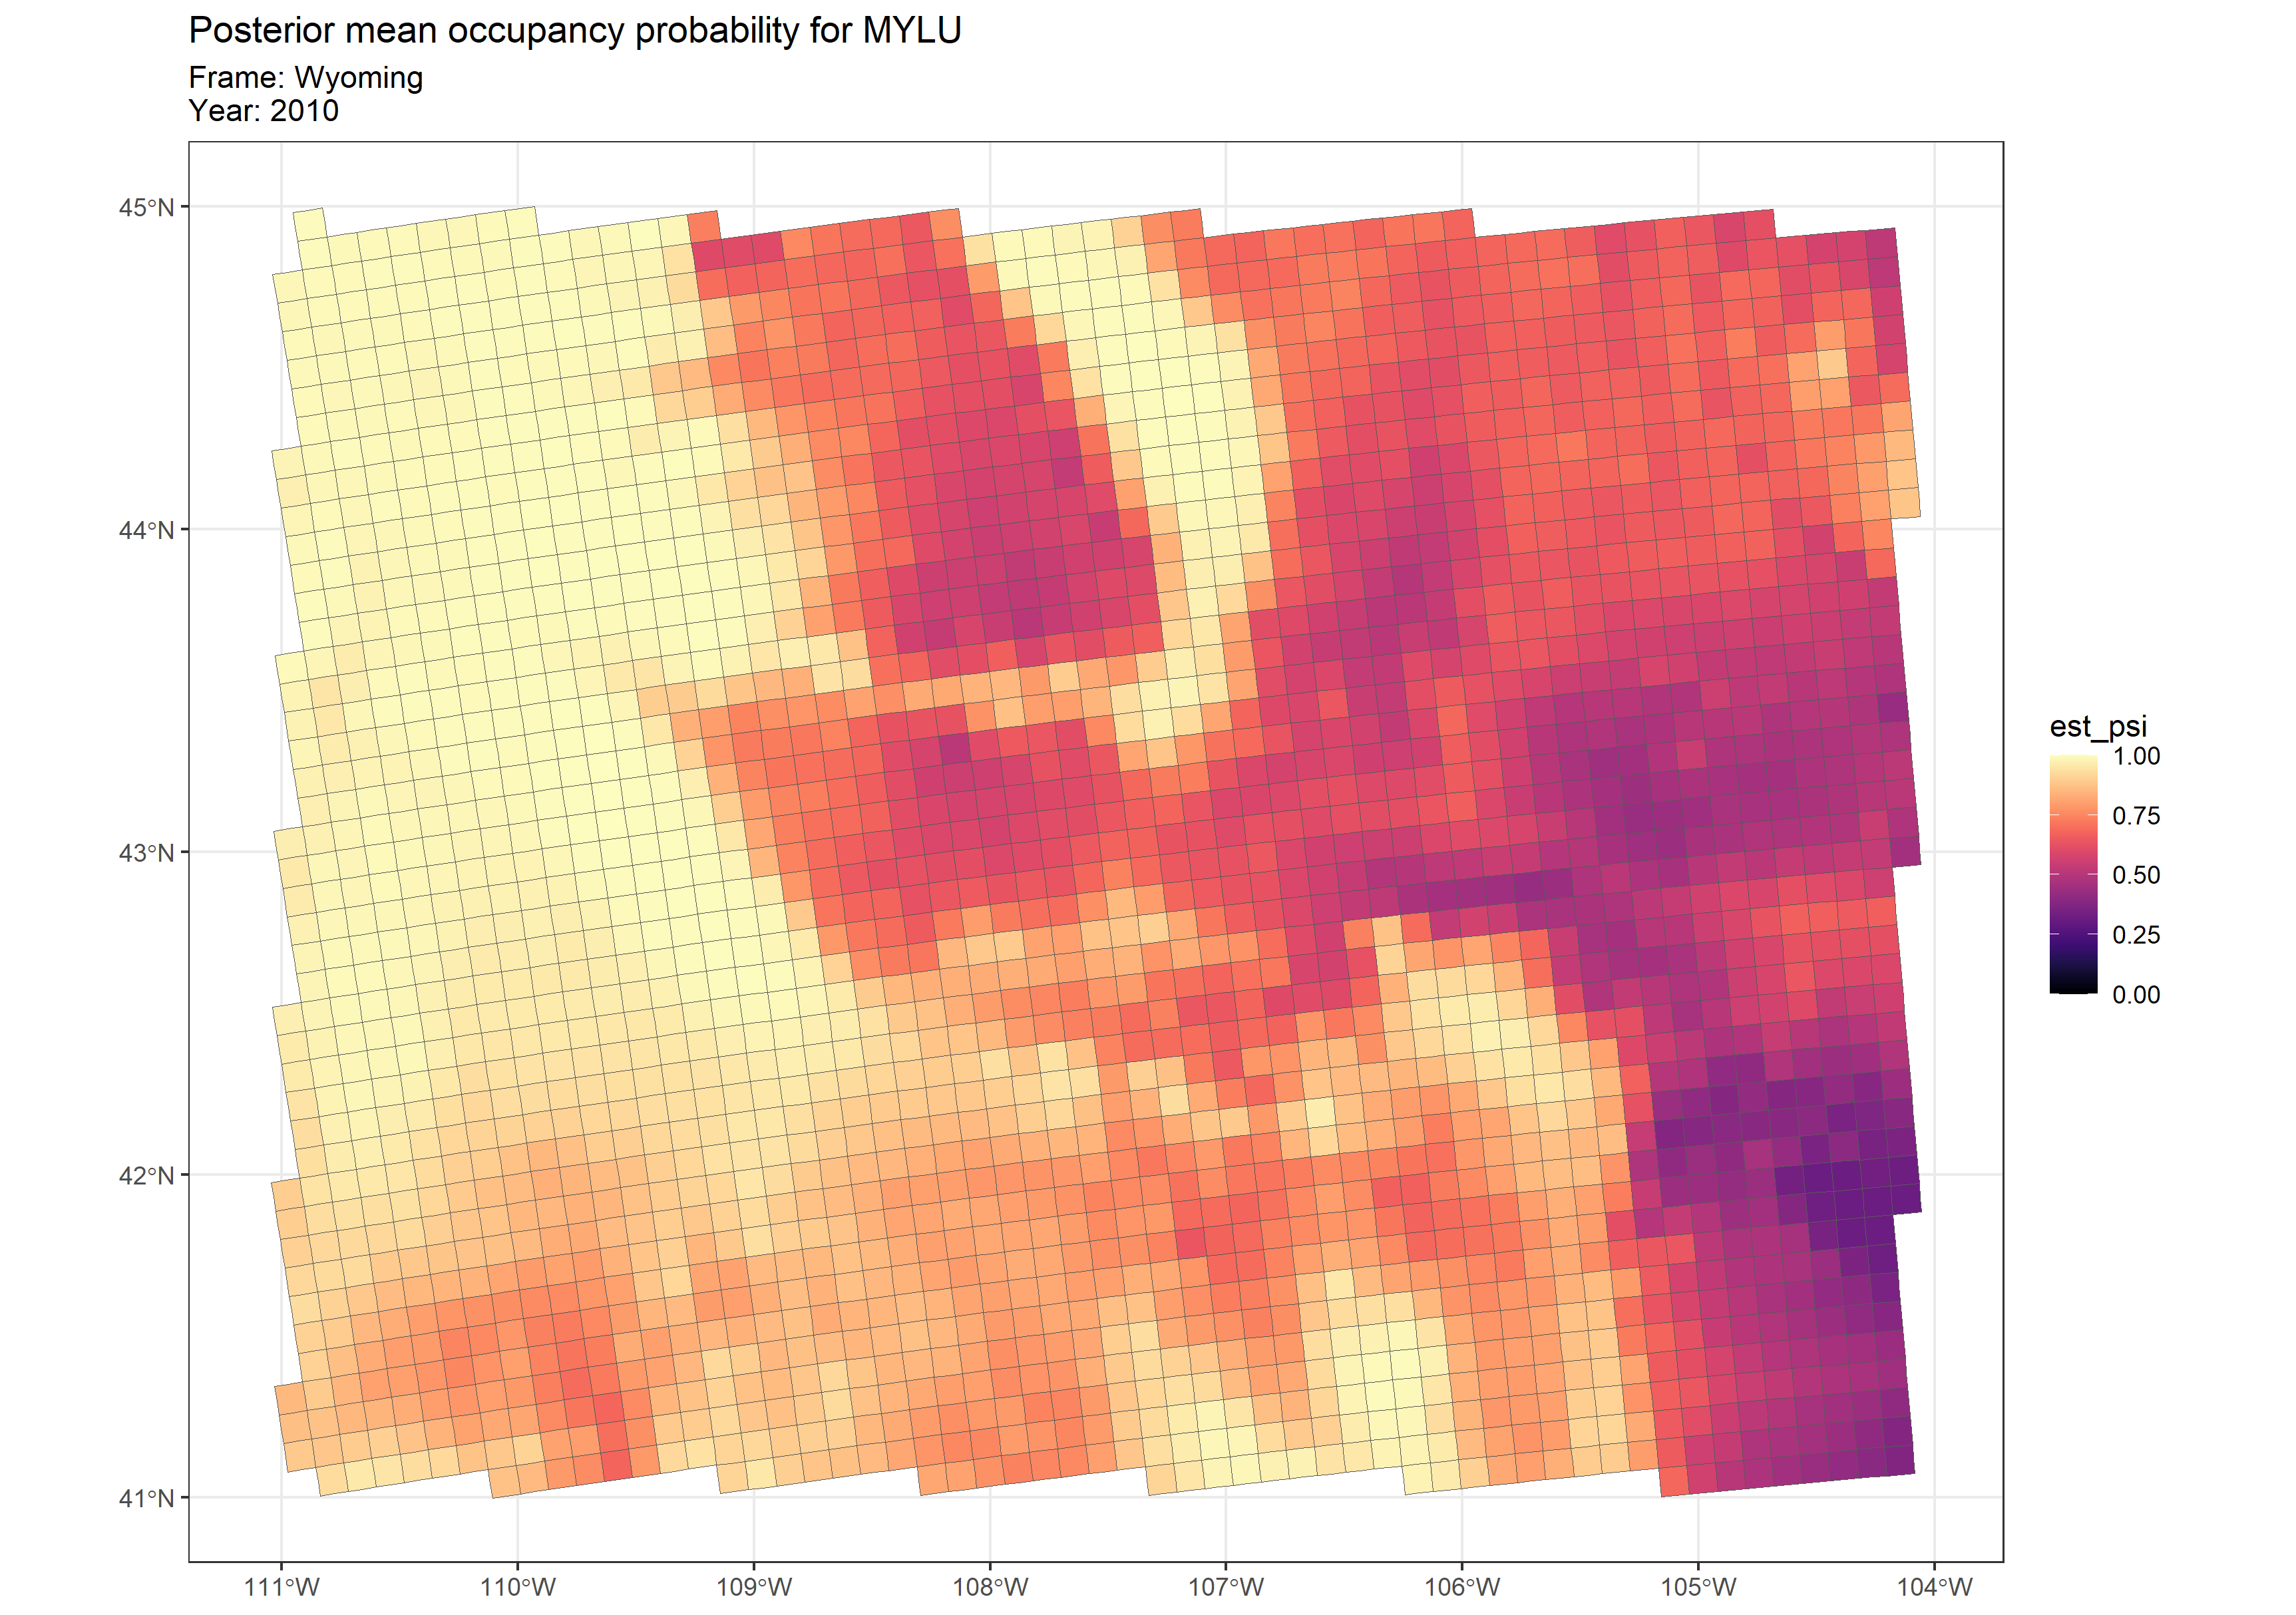 Posterior mean occupancy probability for MYLU
Frame: Wyoming
Year: 2010
45°N
44°N
43°N
42°N
41°N
111°W
110°W
109°W
108°W
107°W
106°W
105°W
104°W
est_psi
1.00
0.75
0.50
0.25
0.00